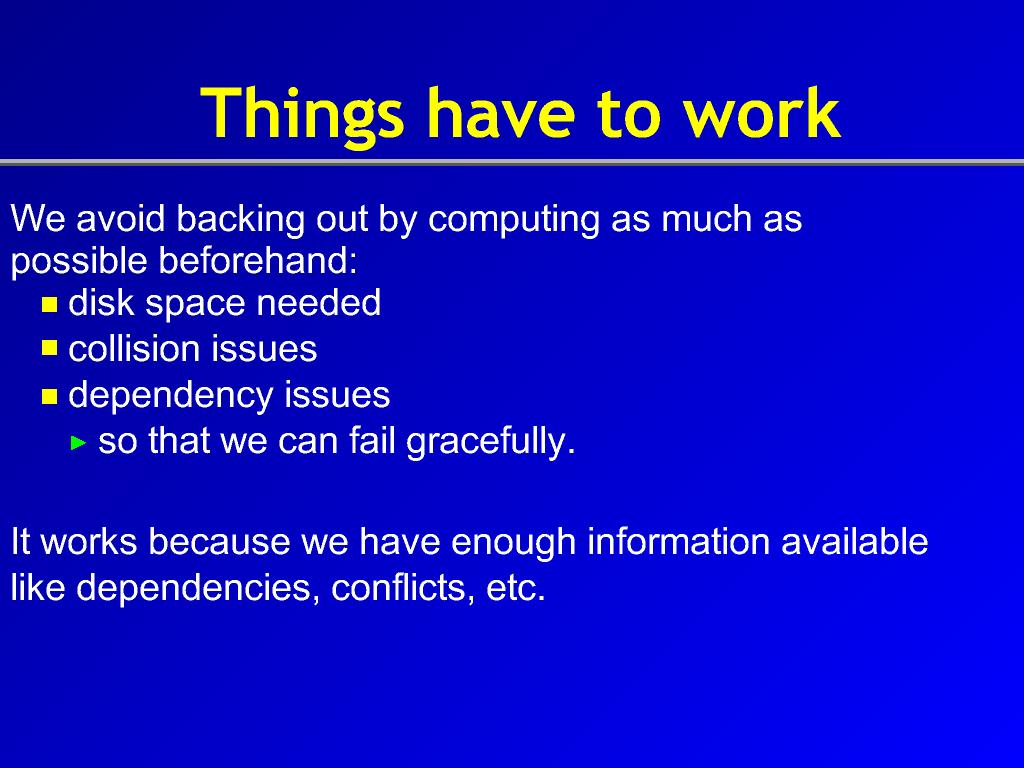 Things have to work
We avoid backing out by computing as much as
possible beforehand:
disk space needed
collision issues
dependency issues
so that we can fail gracefully.
It works because we have enough information available
like dependencies, conflicts, etc.